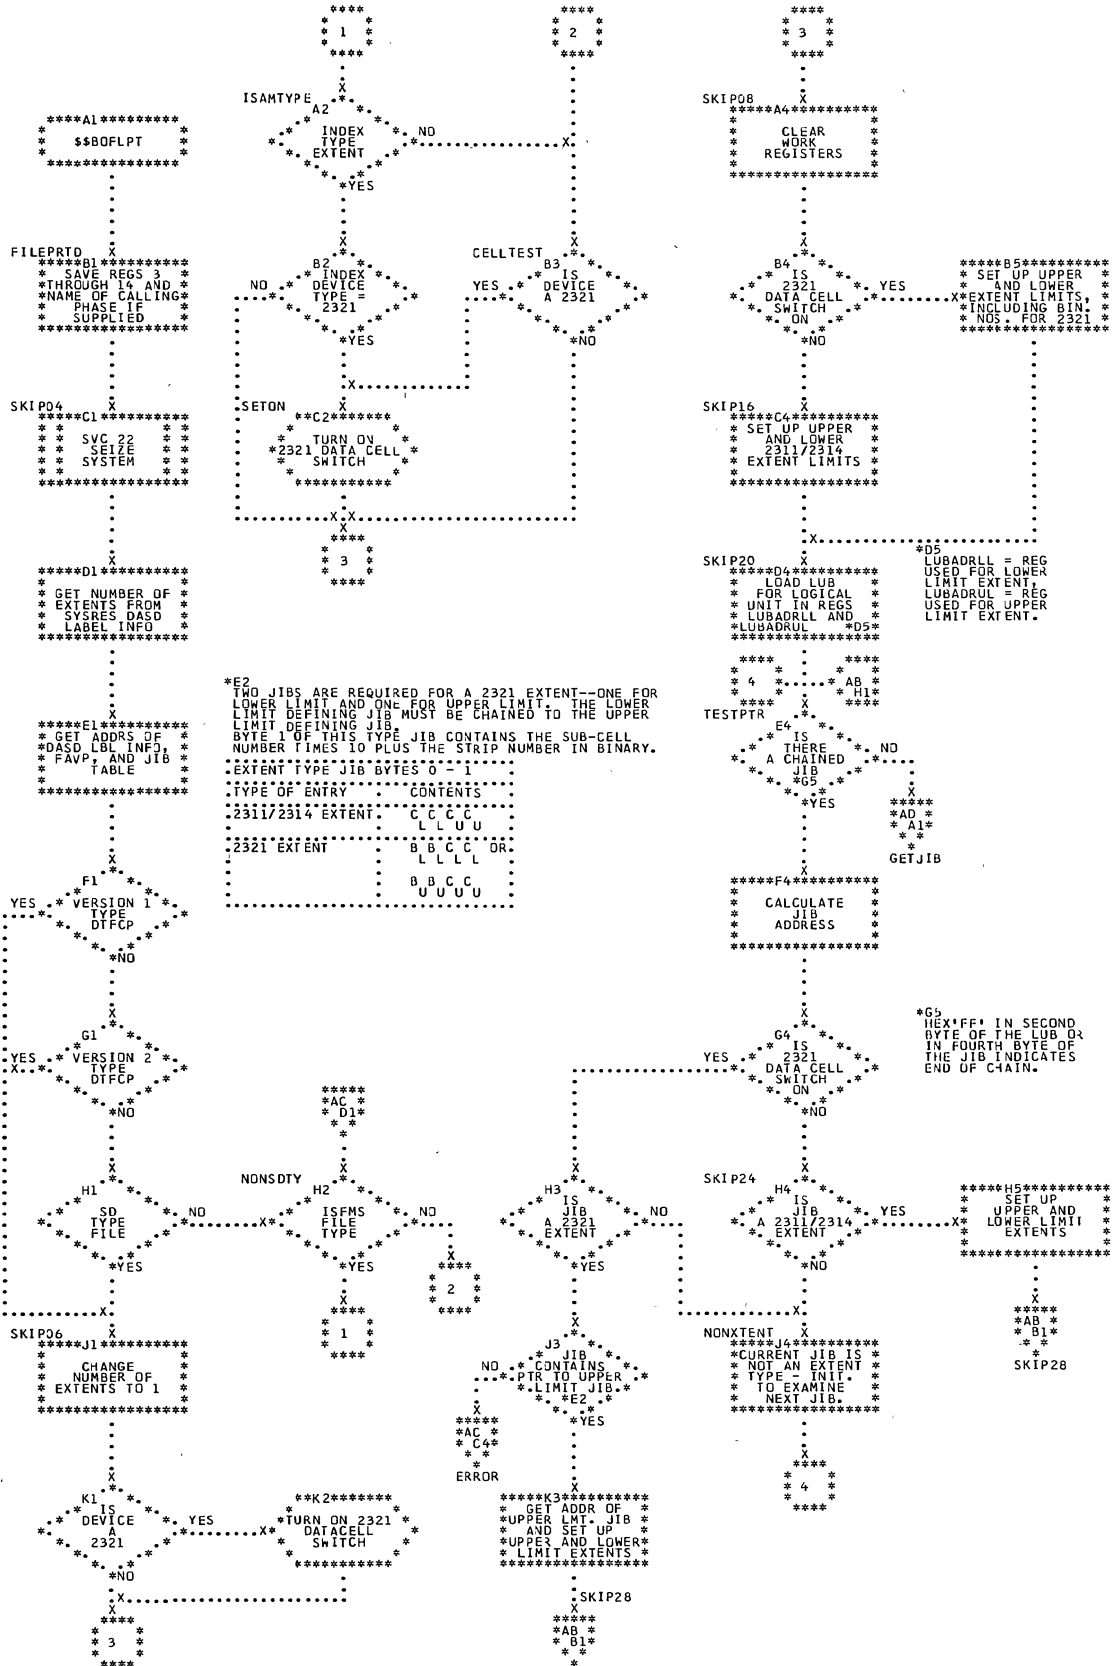 1
2
3
ISAMTYPE
A2
INDEX
TYPE
EXTENT
NO
YES
SKIP08
A4
CLEAR
WORK
REGISTERS
A1
$$BOFLPT
FILEPRTD
B1
SAVE REGS 3
THROUGH 14 AND
NAME OF CALLING
PHASE IF
SUPPLIED
B2
INDEX
DEVICE
TYPE =
2321
NO
YES
CELLTEST
B3
IS
DEVICE
A 2321
YES
NO
B4
IS
2321
DATA CELL
SWITCH
ON
YES
NO
B5
SET UP UPPER
AND LOWER
EXTENT LIMITS,
INCLUDING BIN.
NOS. FOR 2321
SKIP04
C1
SVC 22
SEIZE
SYSTEM
SETON
C2
TURN ON
2321 DATA CELL
SWITCH
3
SKIP16
C4
SET UP UPPER
AND LOWER
2311/2314
EXTENT LIMITS
D1
GET NUMBER OF
EXTENTS FROM
SYSRES DASD
LABEL INFO
SKIP20
D4
LOAD LUB
FOR LOGICAL
UNIT IN REGS
LUBADRLL AND
LUBADRUL *D5*
*D5
LUBADRLL = REG
USED FOR LOWER
LIMIT EXTENT,
LUBADRUL = REG
USED FOR UPPER
LIMIT EXTENT.
4
AB
H1
*E2
TWO JIBS ARE REQUIRED FOR A 2321 EXTENT--ONE FOR
LOWER LIMIT AND ONE FOR UPPER LIMIT. THE LOWER
LIMIT DEFINING JIB MUST BE CHAINED TO THE UPPER
LIMIT DEFINING JIB.
BYTE 1 OF THIS TYPE JIB CONTAINS THE SUB-CELL
NUMBER TIMES 10 PLUS THE STRIP NUMBER IN BINARY.
EXTENT TYPE JIB BYTES 0 - 1
TYPE OF ENTRY CONTENTS
2311/2314 EXTENT C C C C
L L U U
2321 EXTENT B B C C OR
L L L L
B B C C
U U U U
E1
GET ADDRS OF
DASD LBL INFO,
FAVP, AND JIB
TABLE
TESTPTR
E4
IS
THERE
A CHAINED
JIB
*G5
NO
YES
AD
A1
GETJIB
F1
VERSION 1
TYPE
DTFCP
YES
NO
F4
CALCULATE
JIB
ADDRESS
G1
VERSION 2
TYPE
DTFCP
YES
NO
G4
IS
2321
DATA CELL
SWITCH
ON
YES
NO
*G5
HEX'FF' IN SECOND
BYTE OF THE LUB OR
IN FOURTH BYTE OF
THE JIB INDICATES
END OF CHAIN.
AC
D1
H1
SD
TYPE
FILE
NO
YES
NONSDTY
H2
ISFMS
FILE
TYPE
NO
YES
2
1
H3
IS
JIB
A 2321
EXTENT
NO
YES
SKIP24
H4
IS
JIB
A 2311/2314
EXTENT
YES
NO
H5
SET UP
UPPER AND
LOWER LIMIT
EXTENTS
AB
B1
SKIP28
SKIP06
J1
CHANGE
NUMBER OF
EXTENTS TO 1
J3
JIB
CONTAINS
PTR TO UPPER
LIMIT JIB.
*E2
NO
YES
AC
C4
ERROR
NONXTENT
J4
CURRENT JIB IS
NOT AN EXTENT
TYPE - INIT.
TO EXAMINE
NEXT JIB.
4
K1
IS
DEVICE
A
2321
YES
NO
K2
TURN ON 2321
DATACELL
SWITCH
3
K3
GET ADDR OF
UPPER LMT. JIB
AND SET UP
UPPER AND LOWER
LIMIT EXTENTS
SKIP28
AB
B1